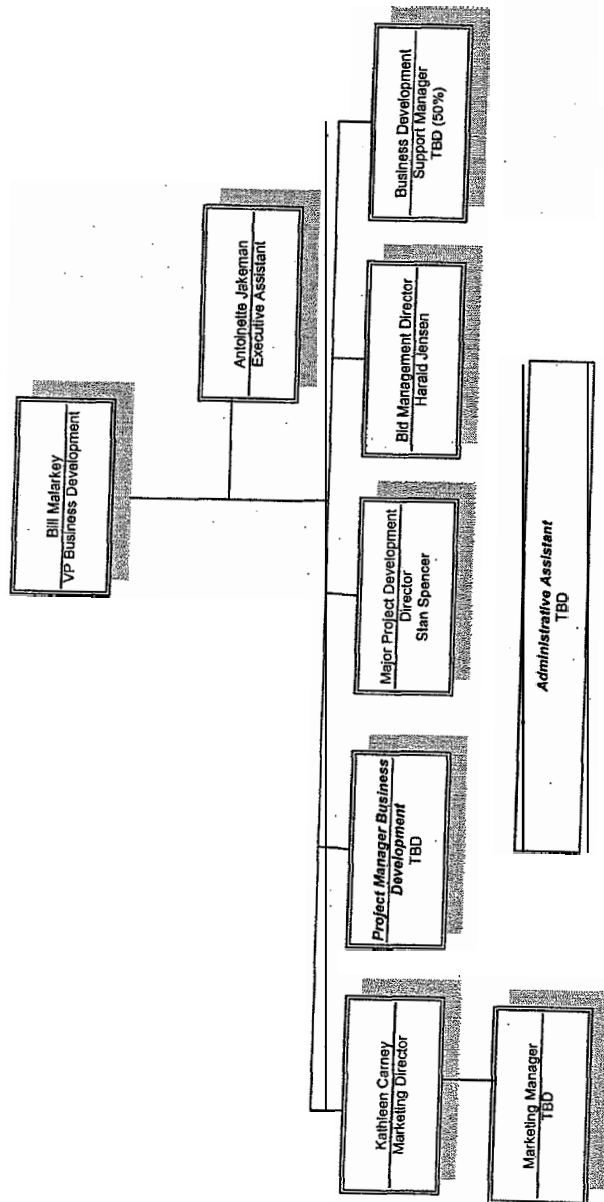 Bill Malarkey
VP Business Development
Antoinette Jakeman
Executive Assistant
Kathleen Carney
Marketing Director
Project Manager Business
Development
TBD
Major Project Development
Director
Stan Spencer
Bid Management Director
Harald Jensen
Business Development
Support Manager
TBD (50%)
Marketing Manager
TBD
Administrative Assistant
TBD